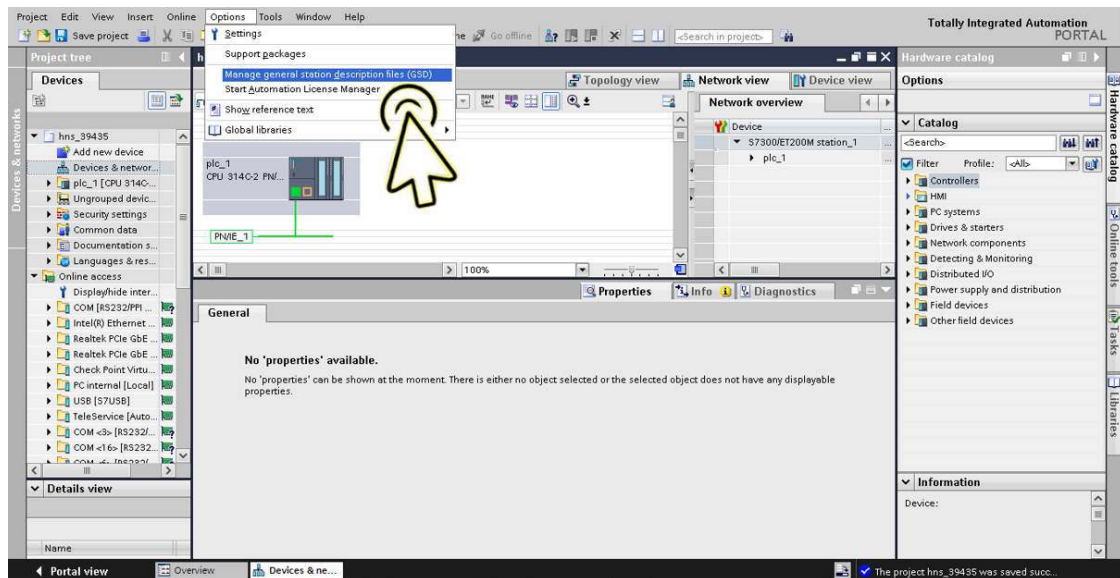 Project Edit View Insert Online Options Tools Window Help
Totally Integrated Automation
PORTAL
Save project
Go offline
<Search in project>
Settings
Support packages
Manage general station description files (GSD)
Start Automation License Manager
Show reference text
Global libraries
Project tree
Devices
hns_39435
Add new device
Devices & networ...
plc_1 [CPU 314C-...
Ungrouped devic...
Security settings
Common data
Documentation s...
Languages & res...
Online access
Display/hide inter...
COM [RS232/PPI ...
Intel(R) Ethernet ...
Realtek PCIe GbE ...
Realtek PCIe GbE ...
Check Point Virtu...
PC internal [Local]
USB [S7USB]
TeleService [Auto...
COM <3> [RS232/...
COM <16> [RS232...
Details view
Name
Devices & networks
Topology view
Network view
Device view
plc_1
CPU 314C-2 PN/...
PN/IE_1
100%
Network overview
Device
S7300/ET200M station_1
plc_1
Properties
Info
Diagnostics
General
No 'properties' available.
No 'properties' can be shown at the moment. There is either no object selected or the selected object does not have any displayable
properties.
Hardware catalog
Options
Catalog
<Search>
Filter Profile: <All>
Controllers
HMI
PC systems
Drives & starters
Network components
Detecting & Monitoring
Distributed I/O
Power supply and distribution
Field devices
Other field devices
Information
Device:
Hardware catalog
Online tools
Tasks
Libraries
Portal view
Overview
Devices & ne...
The project hns_39435 was saved succ...